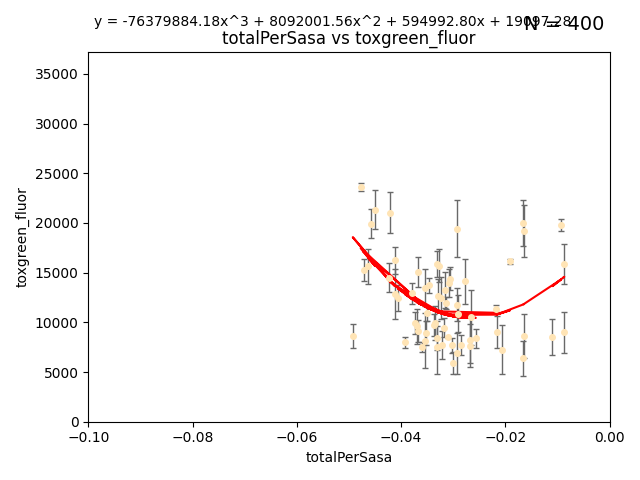 y = -76379884.18x^3 + 8092001.56x^2 + 594992.80x + 19097.28
N = 400
totalPerSasa vs toxgreen_fluor
35000
30000
25000
20000
15000
10000
5000
0
toxgreen_fluor
−0.10 −0.08 −0.06 −0.04 −0.02 0.00
totalPerSasa